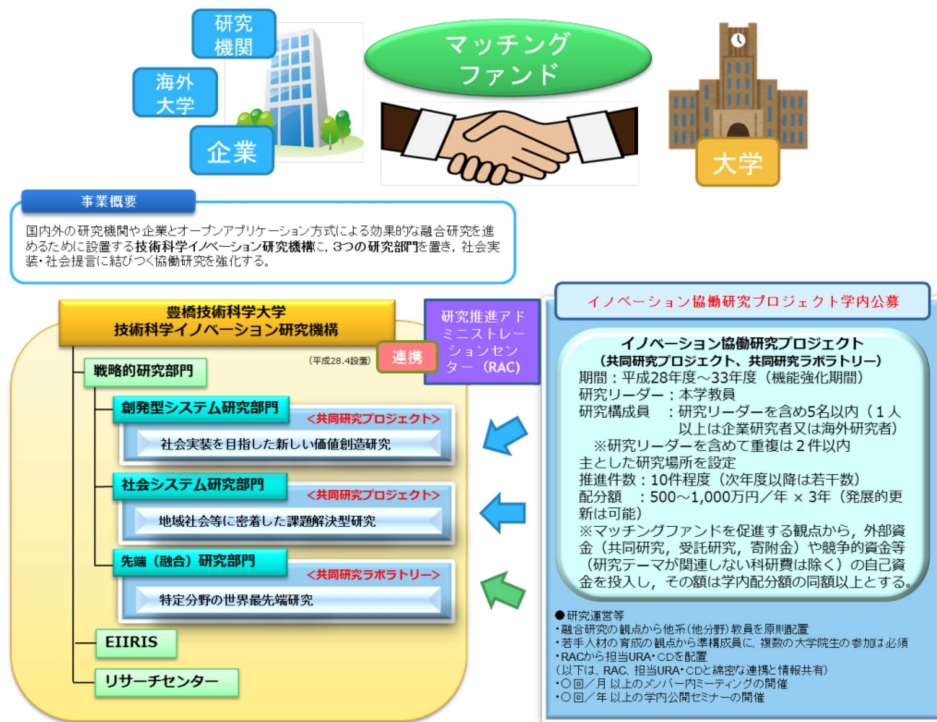 研究
機関
海外
大学
企業
マッチング
ファンド
大学
事業概要
国内外の研究機関や企業とオープンアプリケーション方式による効果的な融合研究を進
めるために設置する技術科学イノベーション研究機構に、3つの研究部門を置き、社会実
装・社会提言に結びつく協働研究を強化する。
豊橋技術科学大学
技術科学イノベーション研究機構
(平成28.4設置)
連携
研究推進アド
ミニストレー
ションセン
ター(RAC)
戦略的研究部門
創発型システム研究部門
<共同研究プロジェクト>
社会実装を目指した新しい価値創造研究
社会システム研究部門
<共同研究プロジェクト>
地域社会等に密着した課題解決型研究
先端（融合）研究部門
<共同研究ラボラトリー>
特定分野の世界最先端研究
EIIRIS
リサーチセンター
イノベーション協働研究プロジェクト学内公募
イノベーション協働研究プロジェクト
（共同研究プロジェクト、共同研究ラボラトリー）
期間：平成28年度～33年度（機能強化期間）
研究リーダー：本学教員
研究構成員　：研究リーダーを含め5名以内（１人
以上は企業研究者又は海外研究者）
※研究リーダーを含めて重複は２件以内
主とした研究場所を設定
推進件数：10件程度（次年度以降は若干数）
配分額　：500～1,000万円／年 × 3年（発展的更
新は可能）
※マッチングファンドを促進する観点から，外部資
金（共同研究，受託研究，寄附金）や競争的資金等
（研究テーマが関連しない科研費は除く）の自己資
金を投入し，その額は学内配分額の同額以上とする。
●研究運営等
・融合研究の観点から他系(他分野)教員を原則配置
・若手人材の育成の観点から準構成員に、複数の大学院生の参加は必須
・RACから担当URA・CDを配置
(以下は、RAC、担当URA・CDと綿密な連携と情報共有)
・〇回／月以上のメンバー内ミーティングの開催
・〇回／年以上の学内公開セミナーの開催